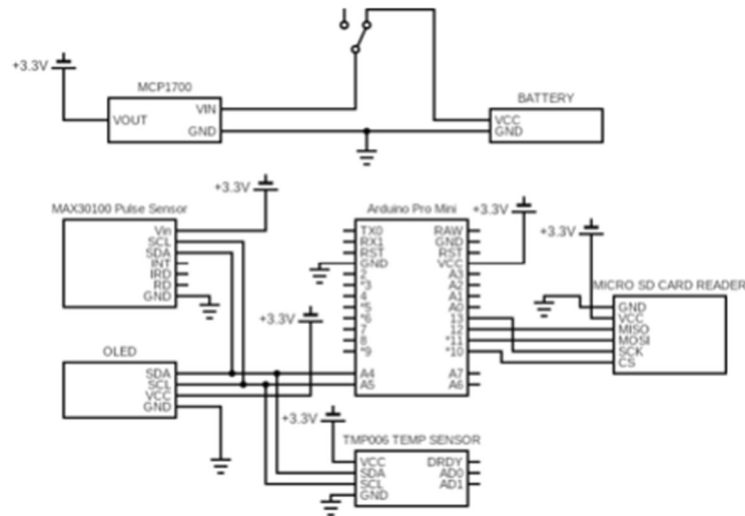 +3.3V
MCP1700
VOUT
VIN
GND
BATTERY
VCC
GND
+3.3V
MAX30100 Pulse Sensor
Vin
SCL
SDA
INT
IRD
RD
GND
Arduino Pro Mini
+3.3V
TX0
RX1
RST
GND
2
*3
4
*5
*6
7
8
*9
A4
A5
RAW
GND
RST
VCC
A3
A2
A1
A0
13
12
*11
*10
A7
A6
+3.3V
MICRO SD CARD READER
GND
VCC
MISO
MOSI
SCK
CS
+3.3V
OLED
SDA
SCL
VCC
GND
+3.3V
TMP006 TEMP SENSOR
VCC
SDA
SCL
GND
DRDY
AD0
AD1